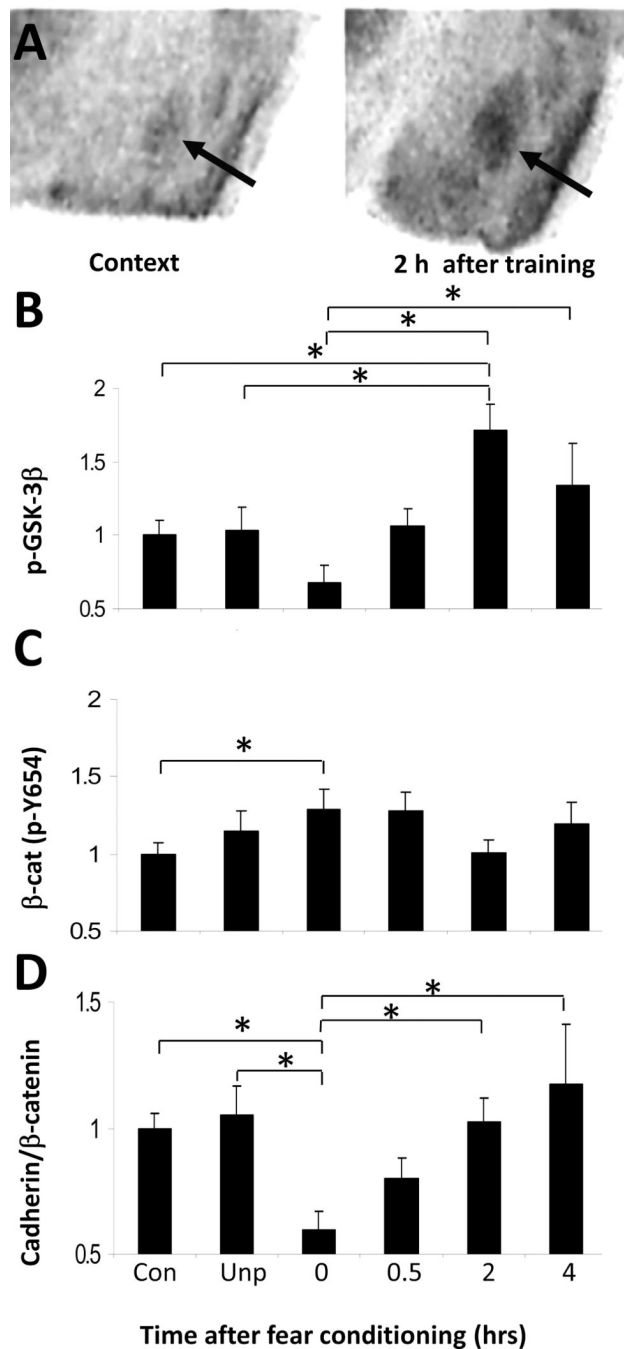 A
Context
2 h after training
B
*
*
*
*
2
1.5
1
0.5
p-GSK-3β
C
*
2
1.5
1
0.5
β-cat (p-Y654)
D
*
*
*
*
1.5
1
0.5
Cadherin/β-catenin
Con Unp 0 0.5 2 4
Time after fear conditioning (hrs)